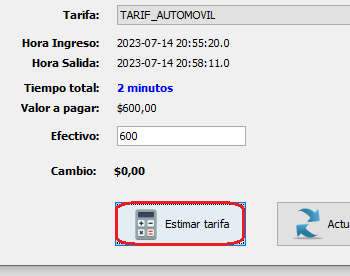 Tarifa: TARIF_AUTOMOVIL
Hora Ingreso: 2023-07-14 20:55:20.0
Hora Salida: 2023-07-14 20:58:11.0
Tiempo total: 2 minutos
Valor a pagar: $600,00
Efectivo: 600
Cambio: $0,00
Estimar tarifa Actu